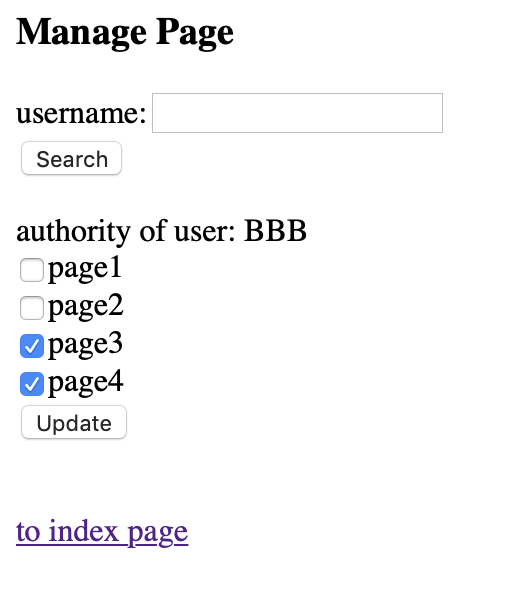 Manage Page
username:
Search
authority of user: BBB
page1
page2
page3
page4
Update
to index page